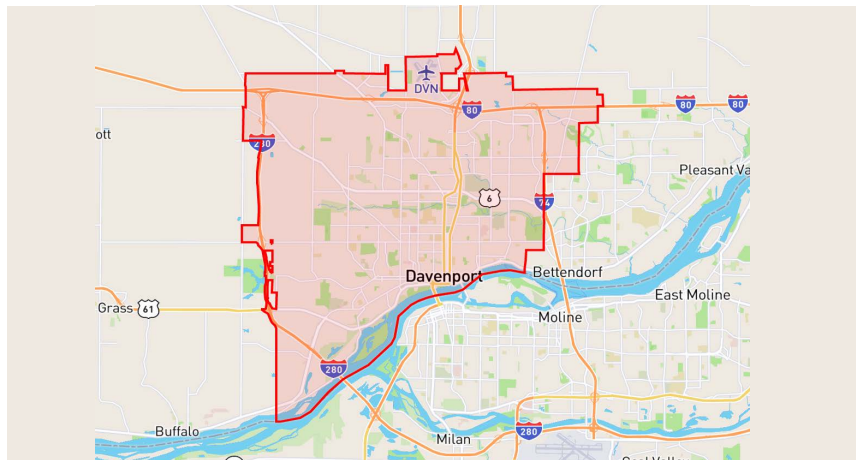 DVN
80
80
80
ott
280
Pleasant Va
6
74
Davenport
Bettendorf
East Moline
Grass
61
Moline
280
Buffalo
Milan
280